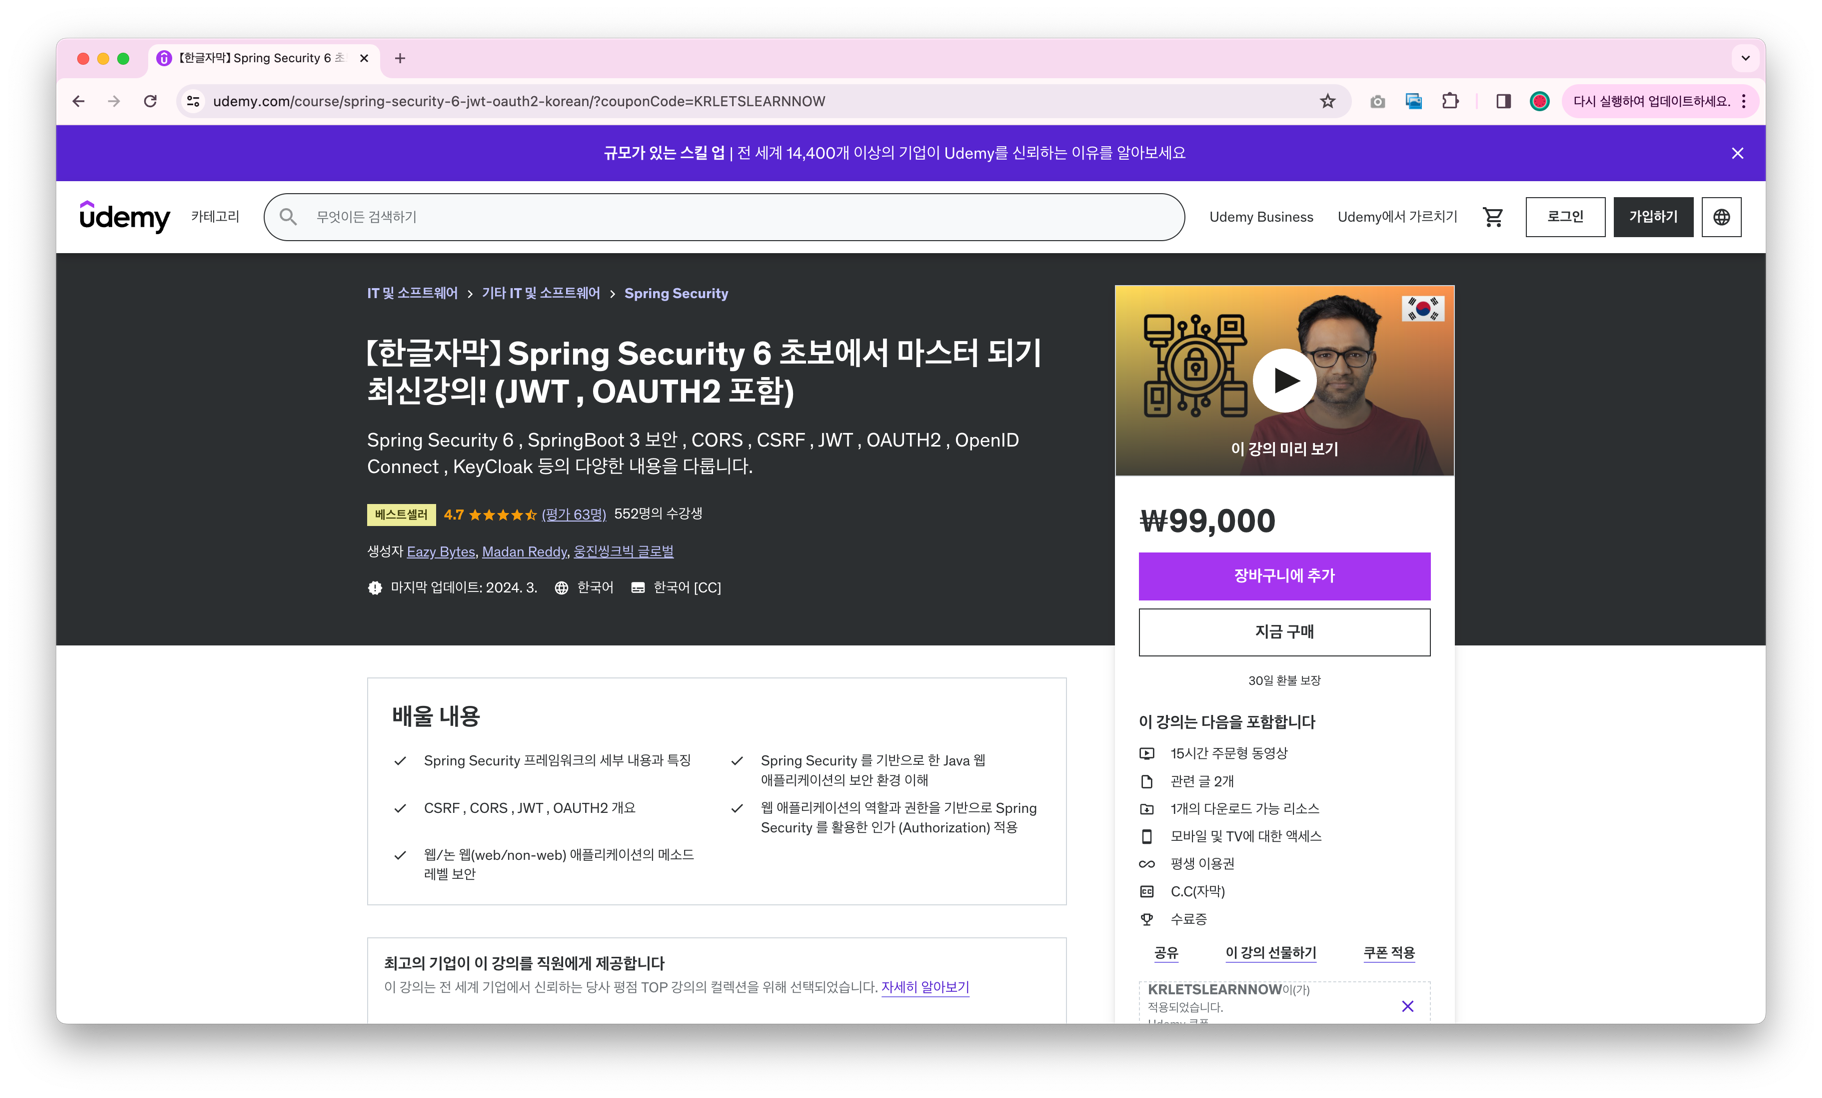 【한글자막】 Spring Security 6 초
udemy.com/course/spring-security-6-jwt-oauth2-korean/?couponCode=KRLETSLEARNNOW
다시 실행하여 업데이트하세요.
규모가 있는 스킬 업 | 전 세계 14,400개 이상의 기업이 Udemy를 신뢰하는 이유를 알아보세요
udemy
카테고리
무엇이든 검색하기
Udemy Business
Udemy에서 가르치기
로그인
가입하기
IT 및 소프트웨어 > 기타 IT 및 소프트웨어 > Spring Security
【한글자막】 Spring Security 6 초보에서 마스터 되기
최신강의! (JWT , OAUTH2 포함)
Spring Security 6 , SpringBoot 3 보안 , CORS , CSRF , JWT , OAUTH2 , OpenID
Connect , KeyCloak 등의 다양한 내용을 다룹니다.
베스트셀러 4.7 (평가 63명) 552명의 수강생
생성자 Eazy Bytes, Madan Reddy, 웅진씽크빅 글로벌
마지막 업데이트: 2024. 3. 한국어 한국어 [CC]
이 강의 미리 보기
₩99,000
장바구니에 추가
지금 구매
30일 환불 보장
이 강의는 다음을 포함합니다
15시간 주문형 동영상
관련 글 2개
1개의 다운로드 가능 리소스
모바일 및 TV에 대한 액세스
평생 이용권
C.C(자막)
수료증
공유
이 강의 선물하기
쿠폰 적용
KRLETSLEARNNOW이(가)
적용되었습니다.
Udemy 쿠폰
배울 내용
Spring Security 프레임워크의 세부 내용과 특징
Spring Security 를 기반으로 한 Java 웹
애플리케이션의 보안 환경 이해
CSRF , CORS , JWT , OAUTH2 개요
웹 애플리케이션의 역할과 권한을 기반으로 Spring
Security 를 활용한 인가 (Authorization) 적용
웹/논 웹(web/non-web) 애플리케이션의 메소드
레벨 보안
최고의 기업이 이 강의를 직원에게 제공합니다
이 강의는 전 세계 기업에서 신뢰하는 당사 평점 TOP 강의의 컬렉션을 위해 선택되었습니다. 자세히 알아보기